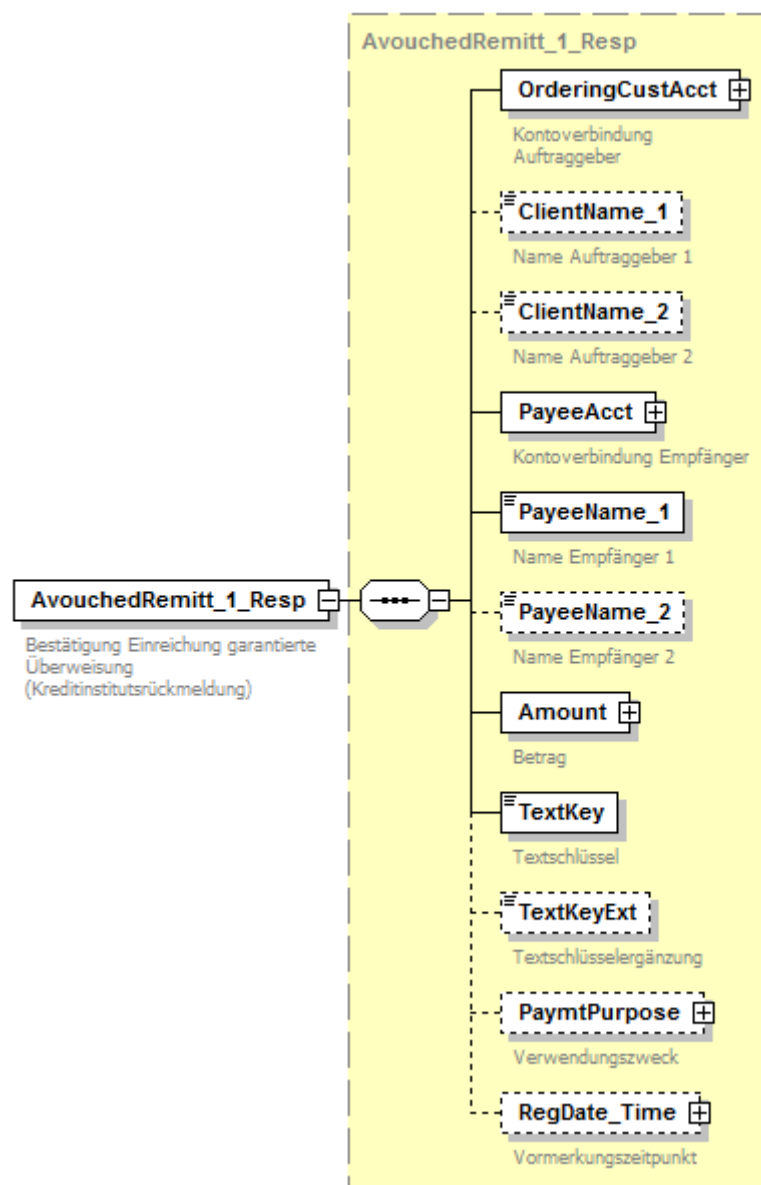 AvouchedRemitt_1_Resp
OrderingCustAcct
Kontoverbindung
Auftraggeber
ClientName_1
Name Auftraggeber 1
ClientName_2
Name Auftraggeber 2
PayeeAcct
Kontoverbindung Empfänger
PayeeName_1
Name Empfänger 1
AvouchedRemitt_1_Resp
Bestätigung Einreichung garantierte
Überweisung
(Kreditinstitutsrückmeldung)
PayeeName_2
Name Empfänger 2
Amount
Betrag
TextKey
Textschlüssel
TextKeyExt
Textschlüsselergänzung
PaymtPurpose
Verwendungszweck
RegDate_Time
Vormerkungszeitpunkt